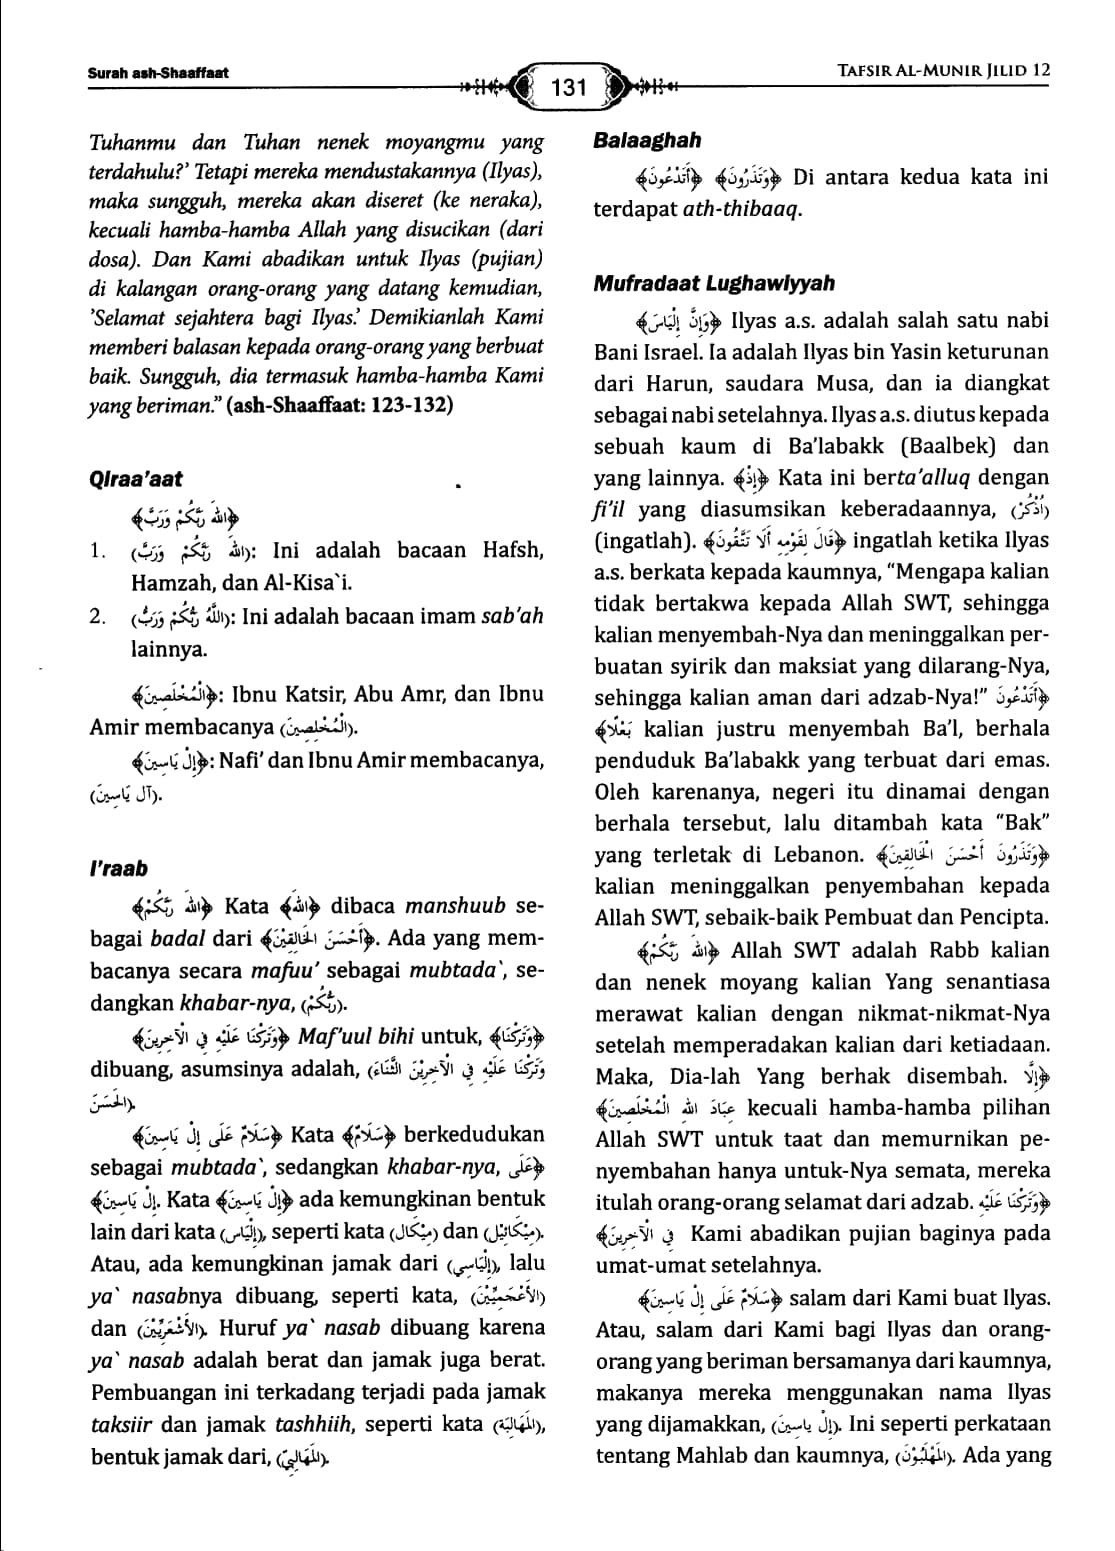 Surah ash-Shaaffaat
131
TAFSIR AL-MUNIR JILID 12
Tuhanmu dan Tuhan nenek moyangmu yang
terdahulu?’ Tetapi mereka mendustakannya (Ilyas),
maka sungguh, mereka akan diseret (ke neraka),
kecuali hamba-hamba Allah yang disucikan (dari
dosa). Dan Kami abadikan untuk Ilyas (pujian)
di kalangan orang-orang yang datang kemudian,
’Selamat sejahtera bagi Ilyas.’ Demikianlah Kami
memberi balasan kepada orang-orang yang berbuat
baik. Sungguh, dia termasuk hamba-hamba Kami
yang beriman.” (ash-Shaaffaat: 123-132)
Qiraa’aat
﴿اللهَ رَبَّكُمْ وَرَبَّ﴾
1. (اللهَ رَبَّكُمْ وَرَبَّ): Ini adalah bacaan Hafsh,
Hamzah, dan Al-Kisa`i.
2. (اللهُ رَبُّكُمْ وَرَبُّ): Ini adalah bacaan imam sab’ah
lainnya.
﴿الْمُخْلَصِينَ﴾: Ibnu Katsir, Abu Amr, dan Ibnu
Amir membacanya (الْمُخْلِصِينَ).
﴿إِلْ يَاسِينَ﴾: Nafi’ dan Ibnu Amir membacanya,
(آل يَاسِينَ).
I’raab
﴿اللهَ رَبَّكُمْ﴾ Kata ﴿اللهَ﴾ dibaca manshuub se-
bagai badal dari ﴿أَحْسَنَ الْخَالِقِيْنَ﴾. Ada yang mem-
bacanya secara mafuu’ sebagai mubtada`, se-
dangkan khabar-nya, (رَبُّكُمْ).
﴿وَتَرَكْنَا عَلَيْهِ فِي الْآخِرِينَ﴾ Maf’uul bihi untuk, ﴿وَتَرَكْنَا﴾
dibuang, asumsinya adalah, (وَتَرَكْنَا عَلَيْهِ فِي الْآخِرِيْنَ الثَّنَاءَ
الْحَسَنَ).
﴿سَلَامٌ عَلَى إِلْ يَاسِينَ﴾ Kata ﴿سَلَامٌ﴾ berkedudukan
sebagai mubtada`, sedangkan khabar-nya, ﴿عَلَى
إِلْ يَاسِينَ﴾. Kata ﴿إِلْ يَاسِينَ﴾ ada kemungkinan bentuk
lain dari kata (إِلْيَاس), seperti kata (مِيْكَال) dan (مِيْكَائِيْل).
Atau, ada kemungkinan jamak dari (إِلْيَاسِي), lalu
ya` nasabnya dibuang, seperti kata, (الأَعْجَمِيِّيْنَ)
dan (الأَشْعَرِيِّيْنَ). Huruf ya` nasab dibuang karena
ya` nasab adalah berat dan jamak juga berat.
Pembuangan ini terkadang terjadi pada jamak
taksiir dan jamak tashhiih, seperti kata (المَهَالِبَة),
bentuk jamak dari, (المَهَالِبِيّ).
Balaaghah
﴿أَتَدْعُونَ﴾ ﴿وَتَذَرُونَ﴾ Di antara kedua kata ini
terdapat ath-thibaaq.
Mufradaat Lughawiyyah
﴿وَإِنَّ إِلْيَاسَ﴾ Ilyas a.s. adalah salah satu nabi
Bani Israel. Ia adalah Ilyas bin Yasin keturunan
dari Harun, saudara Musa, dan ia diangkat
sebagai nabi setelahnya. Ilyas a.s. diutus kepada
sebuah kaum di Ba’labakk (Baalbek) dan
yang lainnya. ﴿إِذْ﴾ Kata ini berta’alluq dengan
fi’il yang diasumsikan keberadaannya, (اُذْكُرْ)
(ingatlah). ﴿قَالَ لِقَوْمِهِ أَلَا تَتَّقُونَ﴾ ingatlah ketika Ilyas
a.s. berkata kepada kaumnya, “Mengapa kalian
tidak bertakwa kepada Allah SWT, sehingga
kalian menyembah-Nya dan meninggalkan per-
buatan syirik dan maksiat yang dilarang-Nya,
sehingga kalian aman dari adzab-Nya!” ﴿أَتَدْعُونَ
بَعْلًا﴾ kalian justru menyembah Ba’l, berhala
penduduk Ba’labakk yang terbuat dari emas.
Oleh karenanya, negeri itu dinamai dengan
berhala tersebut, lalu ditambah kata “Bak”
yang terletak di Lebanon. ﴿وَتَذَرُونَ أَحْسَنَ الْخَالِقِينَ﴾
kalian meninggalkan penyembahan kepada
Allah SWT, sebaik-baik Pembuat dan Pencipta.
﴿اللهَ رَبَّكُمْ﴾ Allah SWT adalah Rabb kalian
dan nenek moyang kalian Yang senantiasa
merawat kalian dengan nikmat-nikmat-Nya
setelah memperadakan kalian dari ketiadaan.
Maka, Dia-lah Yang berhak disembah. ﴿إِلَّا
عِبَادَ اللهِ الْمُخْلَصِينَ﴾ kecuali hamba-hamba pilihan
Allah SWT untuk taat dan memurnikan pe-
nyembahan hanya untuk-Nya semata, mereka
itulah orang-orang selamat dari adzab. ﴿وَتَرَكْنَا عَلَيْهِ
فِي الْآخِرِينَ﴾ Kami abadikan pujian baginya pada
umat-umat setelahnya.
﴿سَلَامٌ عَلَى إِلْ يَاسِينَ﴾ salam dari Kami buat Ilyas.
Atau, salam dari Kami bagi Ilyas dan orang-
orang yang beriman bersamanya dari kaumnya,
makanya mereka menggunakan nama Ilyas
yang dijamakkan, (إِلْ ياسِينَ). Ini seperti perkataan
tentang Mahlab dan kaumnya, (المَهْلَبُوْنَ). Ada yang